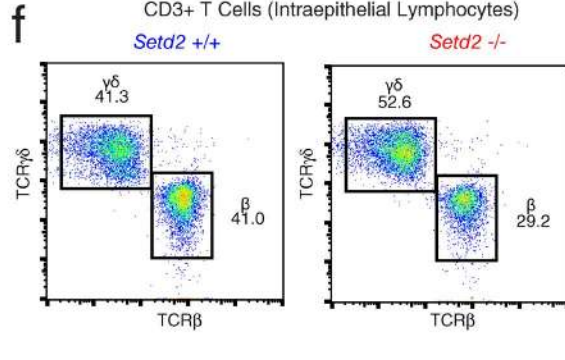 f
CD3+ T Cells (Intraepithelial Lymphocytes)
Setd2 +/+
Setd2 -/-
γδ
41.3
γδ
52.6
TCRγδ
β
41.0
TCRγδ
β
29.2
TCRβ
TCRβ